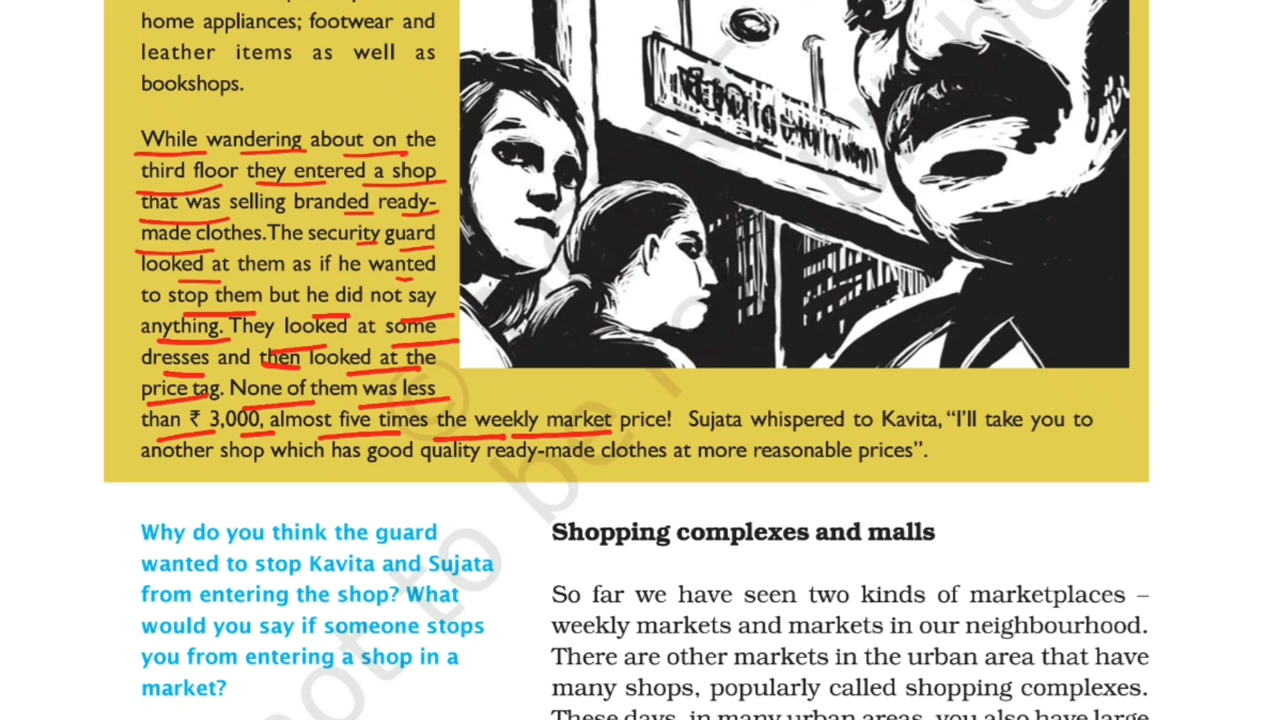 home appliances; footwear and
leather items as well as
bookshops.
While wandering about on the
third floor they entered a shop
that was selling branded ready-
made clothes. The security guard
looked at them as if he wanted
to stop them but he did not say
anything. They looked at some
dresses and then looked at the
price tag. None of them was less
than ₹ 3,000, almost five times the weekly market price! Sujata whispered to Kavita, “I’ll take you to
another shop which has good quality ready-made clothes at more reasonable prices”.
Why do you think the guard
wanted to stop Kavita and Sujata
from entering the shop? What
would you say if someone stops
you from entering a shop in a
market?
Shopping complexes and malls
So far we have seen two kinds of marketplaces –
weekly markets and markets in our neighbourhood.
There are other markets in the urban area that have
many shops, popularly called shopping complexes.
These days, in many urban areas, you also have large
not to be